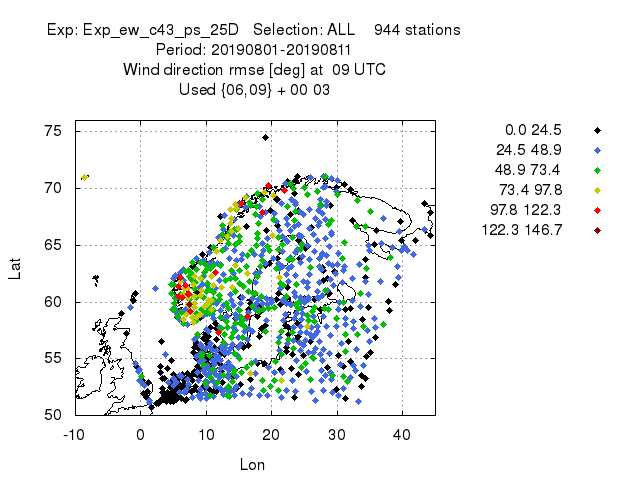 Exp: Exp_ew_c43_ps_25D   Selection: ALL    944 stations
Period: 20190801-20190811
Wind direction rmse [deg] at  09 UTC
Used {06,09} + 00 03
0.0 24.5
24.5 48.9
48.9 73.4
73.4 97.8
97.8 122.3
122.3 146.7
75
70
65
60
55
50
Lat
-10 0 10 20 30 40
Lon